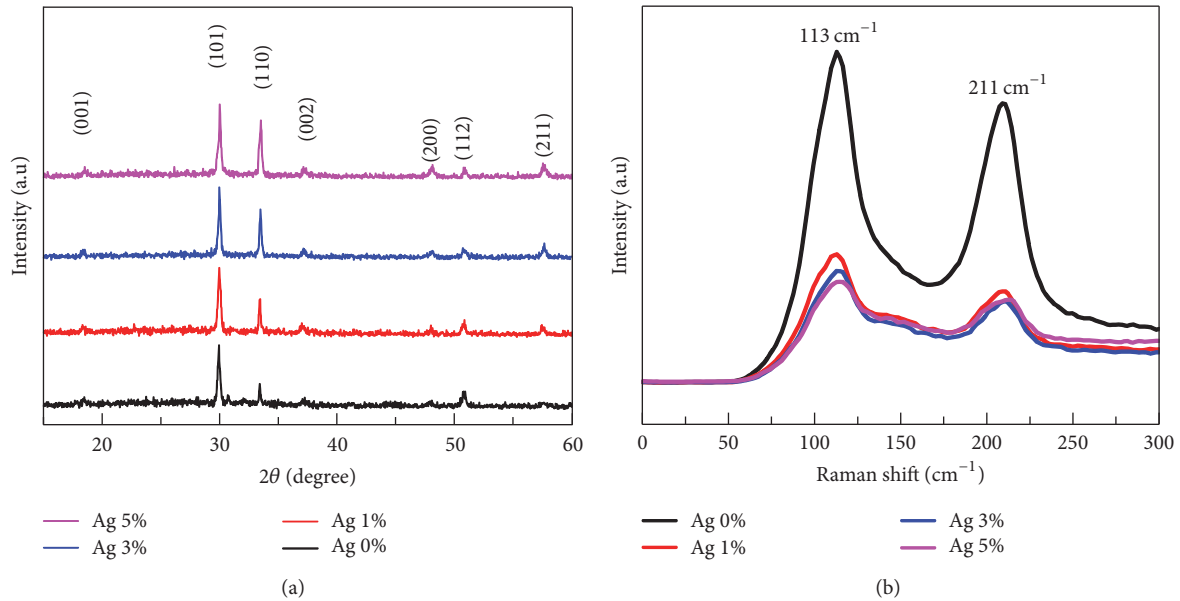 (001)
(101)
(110)
(002)
(200)
(112)
(211)
Intensity (a.u)
20 30 40 50 60
2θ (degree)
Ag 5% Ag 1%
Ag 3% Ag 0%
(a)
113 cm⁻¹
211 cm⁻¹
Intensity (a.u)
0 50 100 150 200 250 300
Raman shift (cm⁻¹)
Ag 0% Ag 3%
Ag 1% Ag 5%
(b)